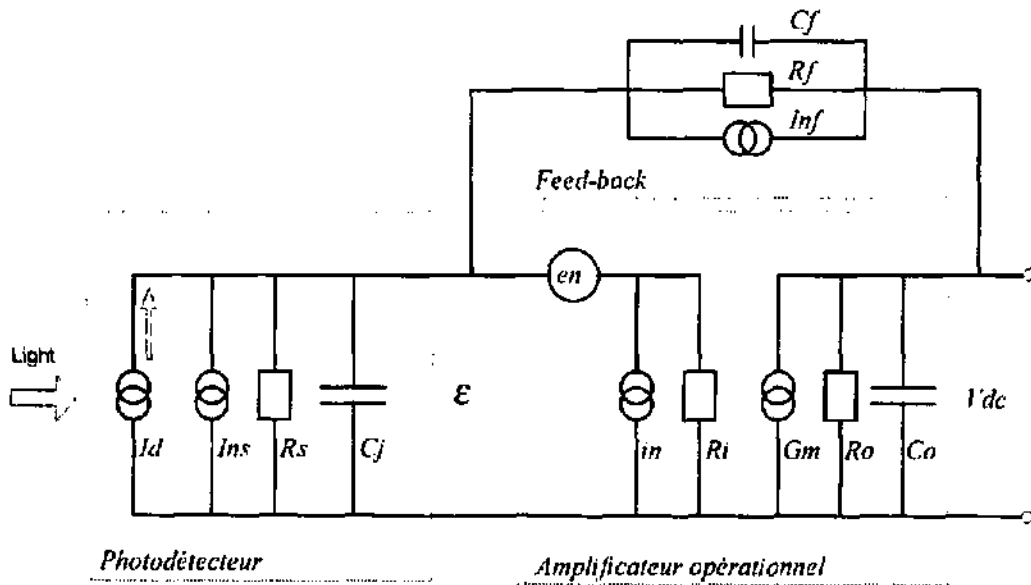 Cf
Rf
Inf
Feed-back
en
Light
ε
Vdc
Id
Ins
Rs
Cj
in
Ri
Gm
Ro
Co
Photodétecteur
Amplificateur opérationnel